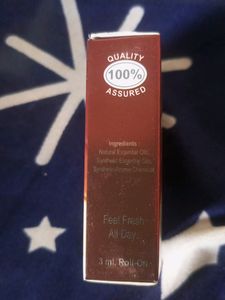 QUALITY
100%
ASSURED
Ingredients
Natural Essential Oils,
Synthetic Essential Oils,
Synthetic Aroma Chemical
Feel Fresh
All Day...
3 ml. Roll-On